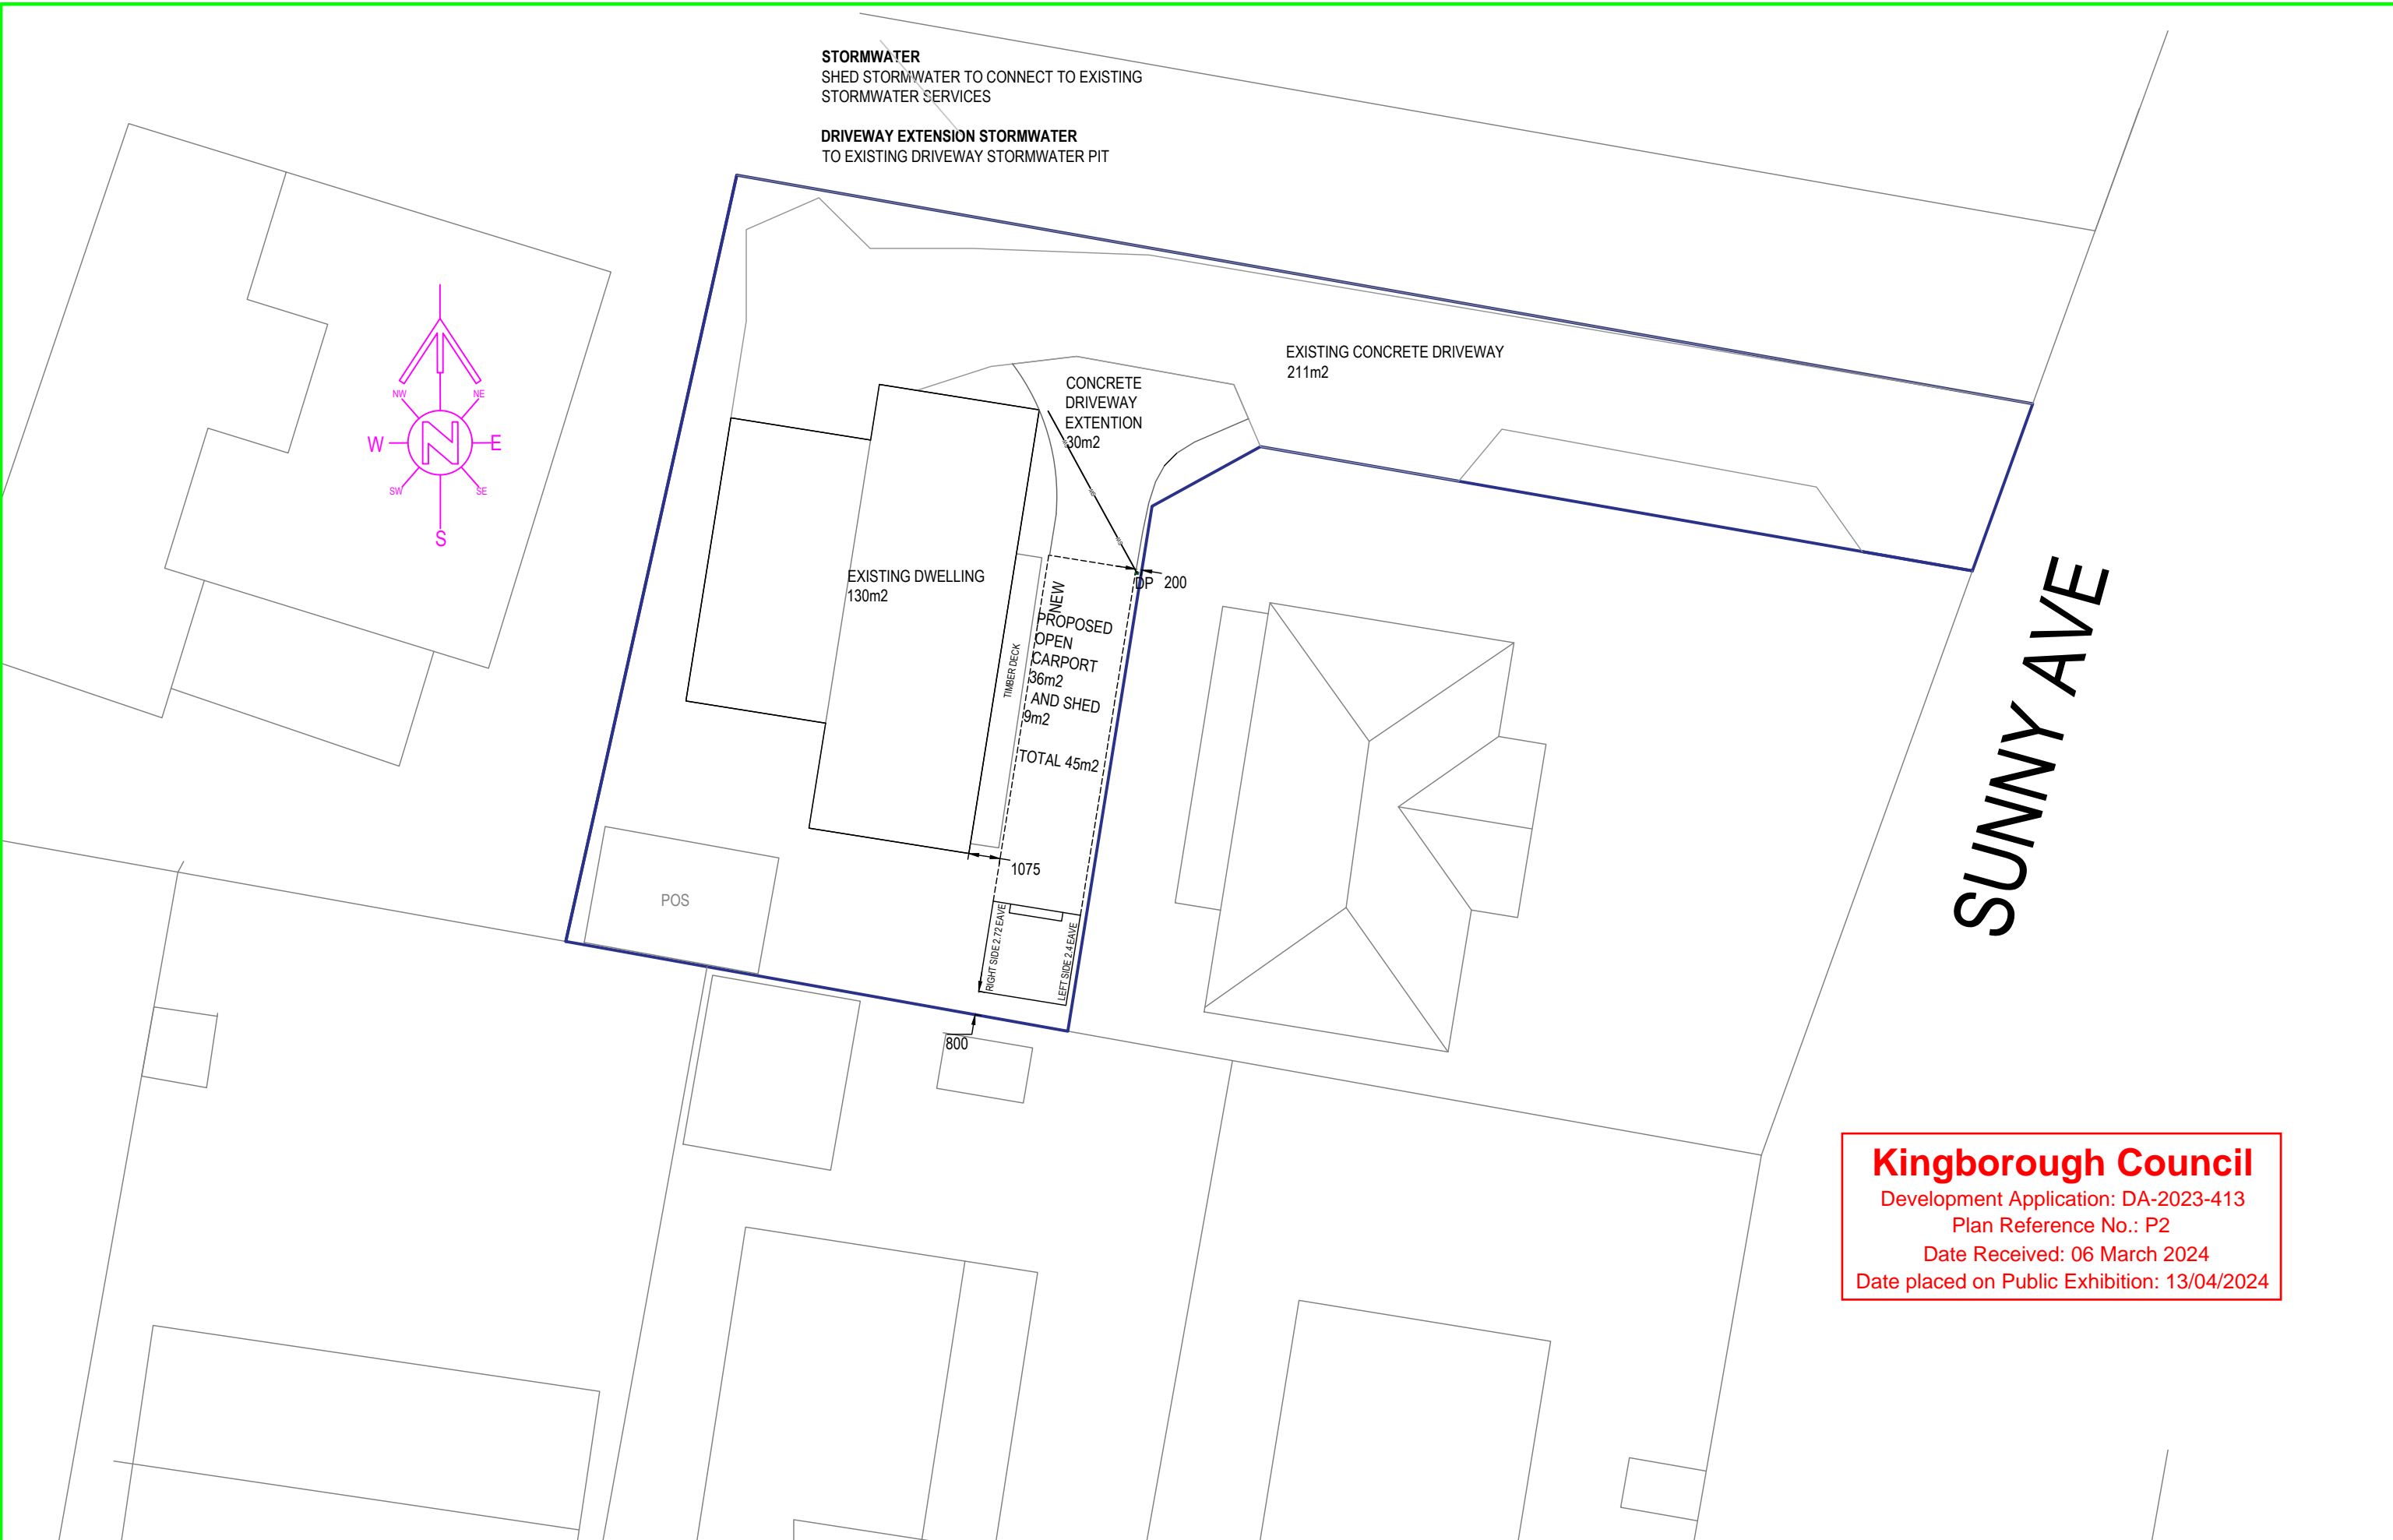 STORMWATER
SHED STORMWATER TO CONNECT TO EXISTING
STORMWATER SERVICES
DRIVEWAY EXTENSION STORMWATER
TO EXISTING DRIVEWAY STORMWATER PIT
EXISTING CONCRETE DRIVEWAY
211m2
CONCRETE
DRIVEWAY
EXTENTION
30m2
NW
NE
W
N
E
SW
SE
S
EXISTING DWELLING
130m2
TIMBER DECK
NEW
PROPOSED
OPEN
CARPORT
36m2
AND SHED
9m2
TOTAL 45m2
DP 200
1075
POS
RIGHT SIDE 2.72 EAVE
LEFT SIDE 2.4 EAVE
800
SUNNY AVE
Kingborough Council
Development Application: DA-2023-413
Plan Reference No.: P2
Date Received: 06 March 2024
Date placed on Public Exhibition: 13/04/2024